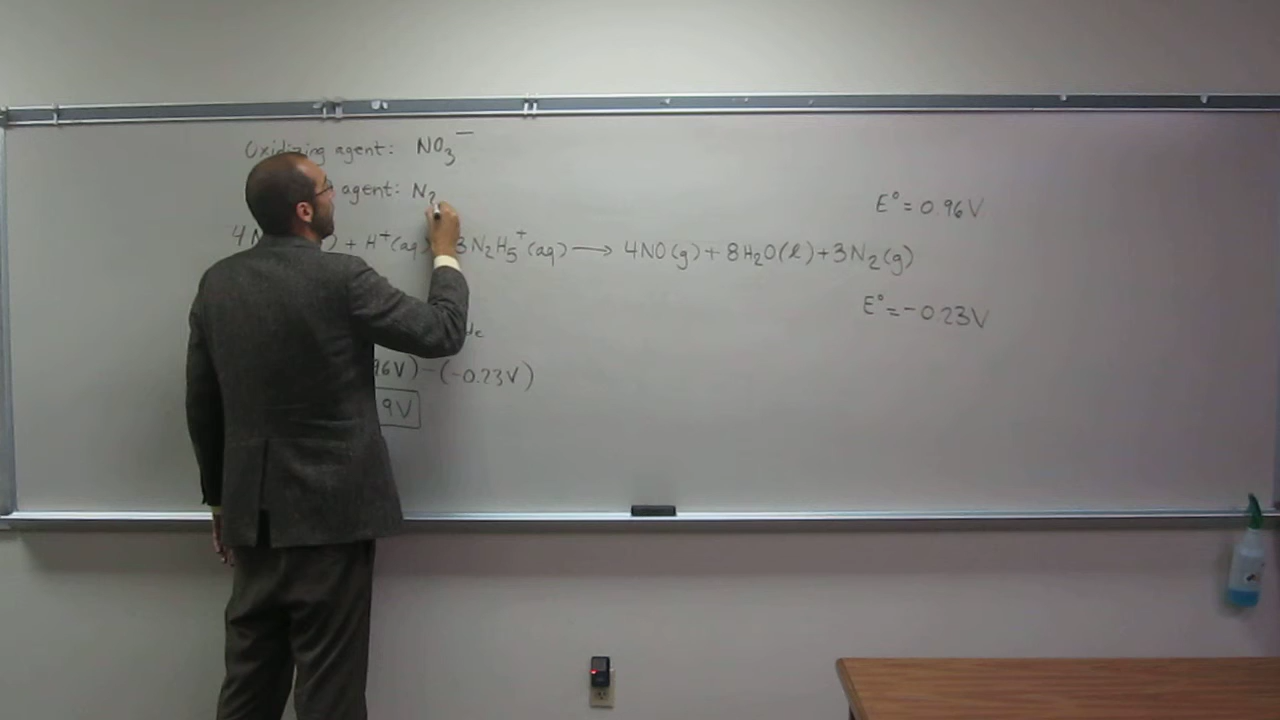 Oxidizing agent: NO₃⁻
agent: N₂
E° = 0.96V
4N ) + H⁺(aq) 3N₂H₅⁺(aq) → 4NO(g) + 8H₂O(l) + 3N₂(g)
E° = -0.23V
96V) - (-0.23V)
9V